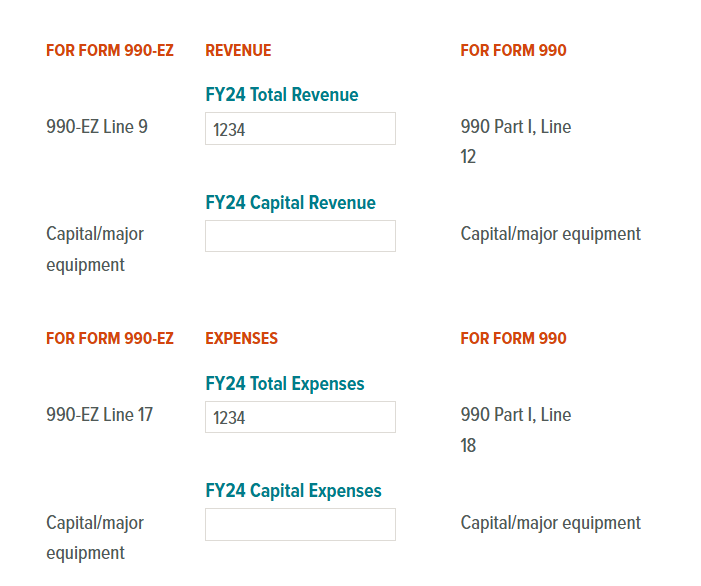 FOR FORM 990-EZ REVENUE FOR FORM 990
FY24 Total Revenue
990-EZ Line 9 1234 990 Part I, Line
12
FY24 Capital Revenue
Capital/major Capital/major equipment
equipment
FOR FORM 990-EZ EXPENSES FOR FORM 990
FY24 Total Expenses
990-EZ Line 17 1234 990 Part I, Line
18
FY24 Capital Expenses
Capital/major Capital/major equipment
equipment